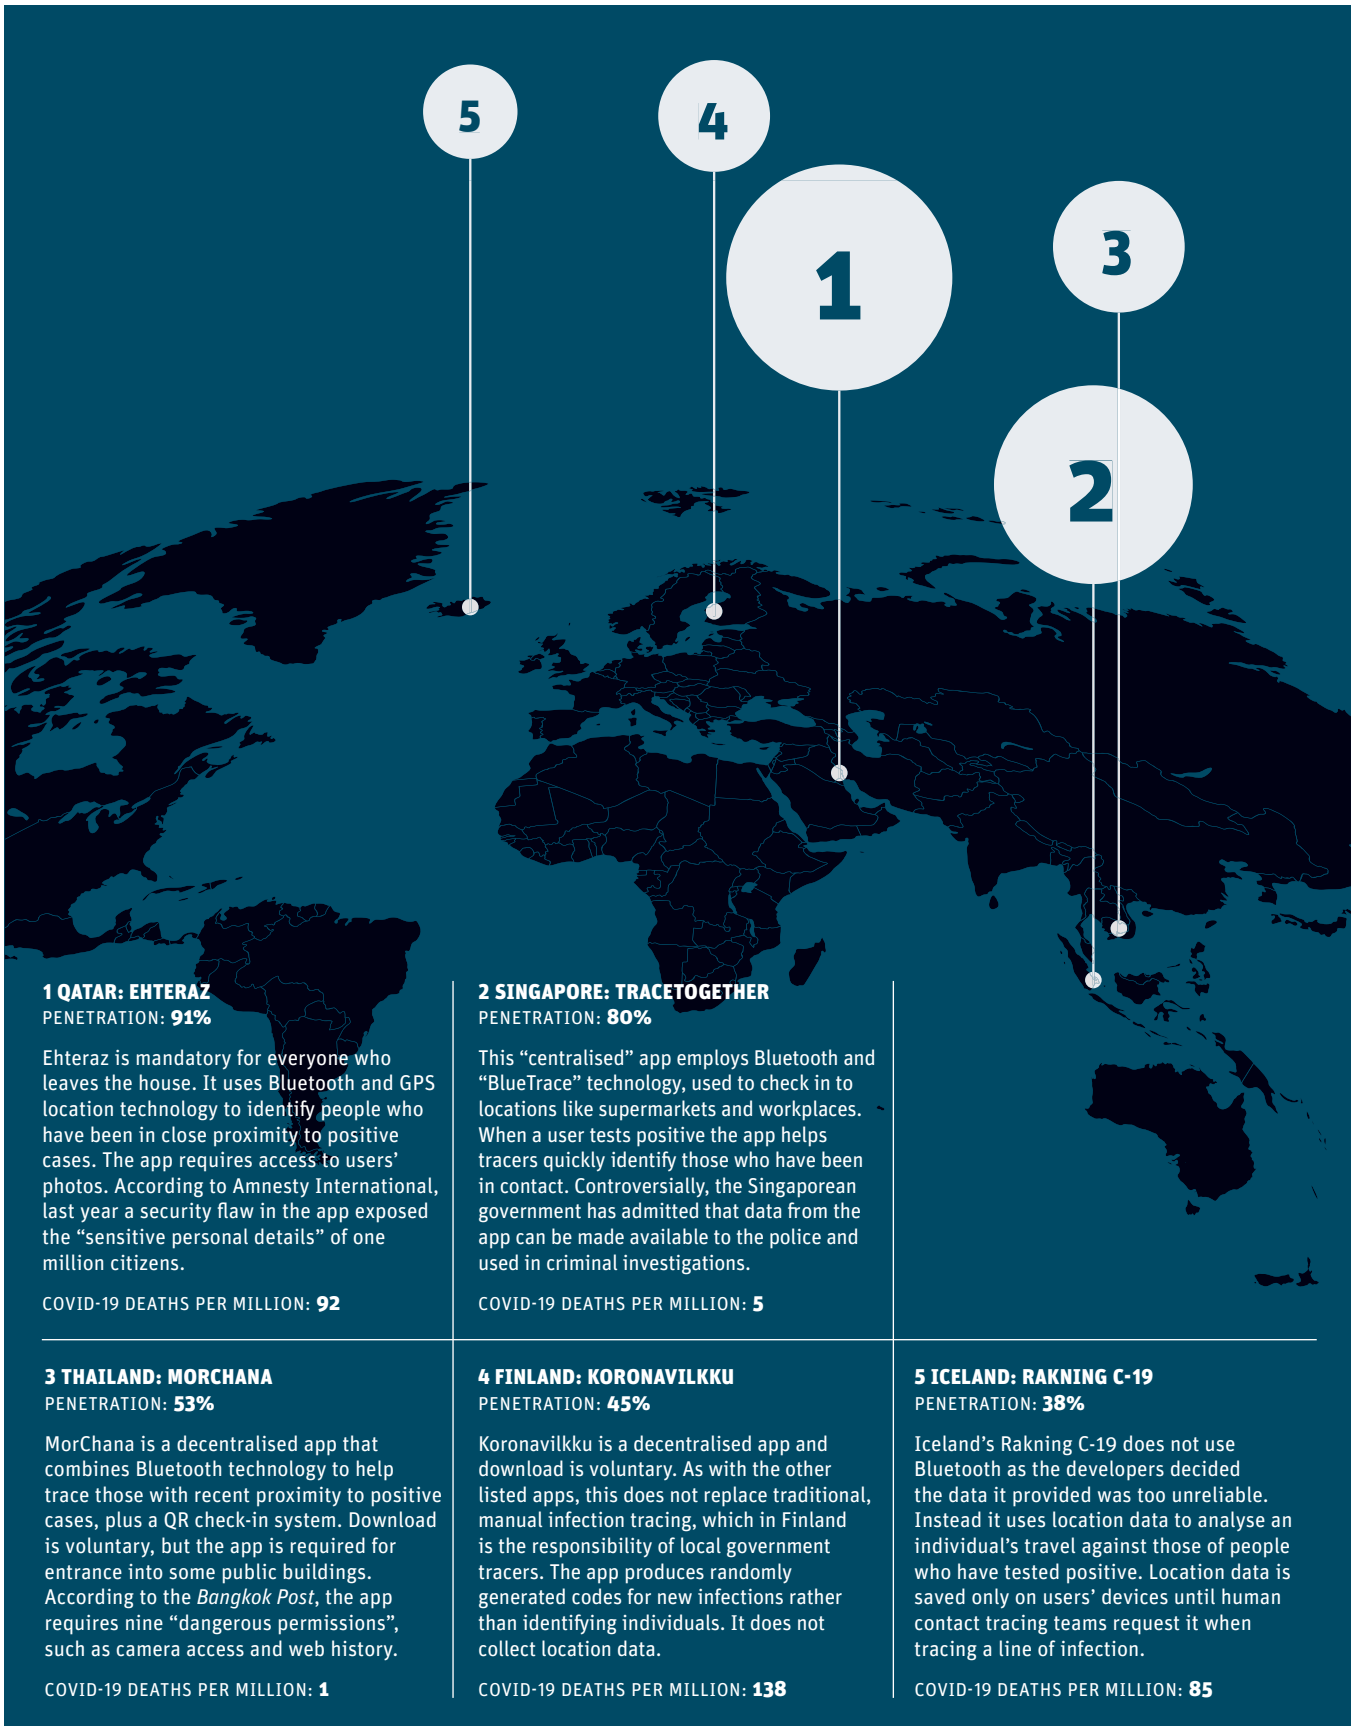 5
4
1
3
2
1 QATAR: EHTERAZ
PENETRATION: 91%
Ehteraz is mandatory for everyone who
leaves the house. It uses Bluetooth and GPS
location technology to identify people who
have been in close proximity to positive
cases. The app requires access to users’
photos. According to Amnesty International,
last year a security flaw in the app exposed
the “sensitive personal details” of one
million citizens.
COVID-19 DEATHS PER MILLION: 92
2 SINGAPORE: TRACETOGETHER
PENETRATION: 80%
This “centralised” app employs Bluetooth and
“BlueTrace” technology, used to check in to
locations like supermarkets and workplaces.
When a user tests positive the app helps
tracers quickly identify those who have been
in contact. Controversially, the Singaporean
government has admitted that data from the
app can be made available to the police and
used in criminal investigations.
COVID-19 DEATHS PER MILLION: 5
3 THAILAND: MORCHANA
PENETRATION: 53%
MorChana is a decentralised app that
combines Bluetooth technology to help
trace those with recent proximity to positive
cases, plus a QR check-in system. Download
is voluntary, but the app is required for
entrance into some public buildings.
According to the Bangkok Post, the app
requires nine “dangerous permissions”,
such as camera access and web history.
COVID-19 DEATHS PER MILLION: 1
4 FINLAND: KORONAVILKKU
PENETRATION: 45%
Koronavilkku is a decentralised app and
download is voluntary. As with the other
listed apps, this does not replace traditional,
manual infection tracing, which in Finland
is the responsibility of local government
tracers. The app produces randomly
generated codes for new infections rather
than identifying individuals. It does not
collect location data.
COVID-19 DEATHS PER MILLION: 138
5 ICELAND: RAKNING C-19
PENETRATION: 38%
Iceland’s Rakning C-19 does not use
Bluetooth as the developers decided
the data it provided was too unreliable.
Instead it uses location data to analyse an
individual’s travel against those of people
who have tested positive. Location data is
saved only on users’ devices until human
contact tracing teams request it when
tracing a line of infection.
COVID-19 DEATHS PER MILLION: 85